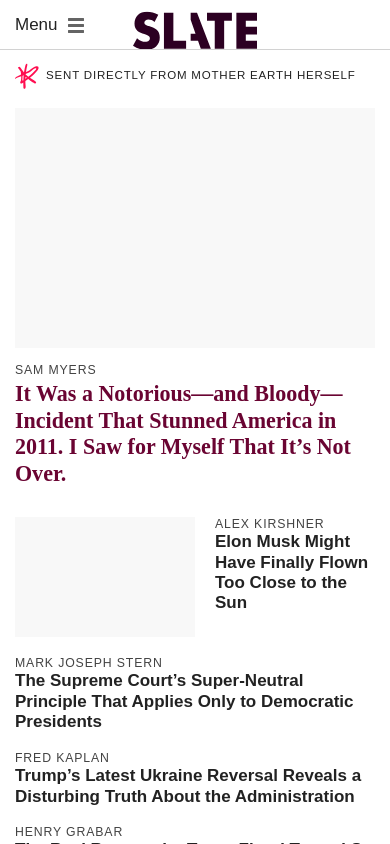 Menu
SLATE
SENT DIRECTLY FROM MOTHER EARTH HERSELF
SAM MYERS
It Was a Notorious—and Bloody—
Incident That Stunned America in
2011. I Saw for Myself That It’s Not
Over.
ALEX KIRSHNER
Elon Musk Might
Have Finally Flown
Too Close to the
Sun
MARK JOSEPH STERN
The Supreme Court’s Super-Neutral
Principle That Applies Only to Democratic
Presidents
FRED KAPLAN
Trump’s Latest Ukraine Reversal Reveals a
Disturbing Truth About the Administration
HENRY GRABAR